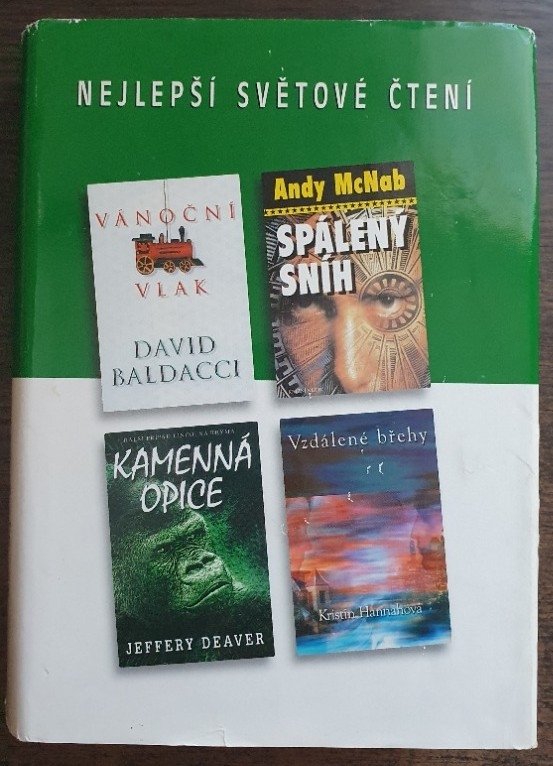 NEJLEPŠÍ SVĚTOVÉ ČTENÍ
VÁNOČNÍ
VLAK
DAVID
BALDACCI
Andy McNab
SPÁLENÝ
SNÍH
KAMENNÁ
OPICE
JEFFERY DEAVER
Vzdálené břehy
Kristin Hannahová